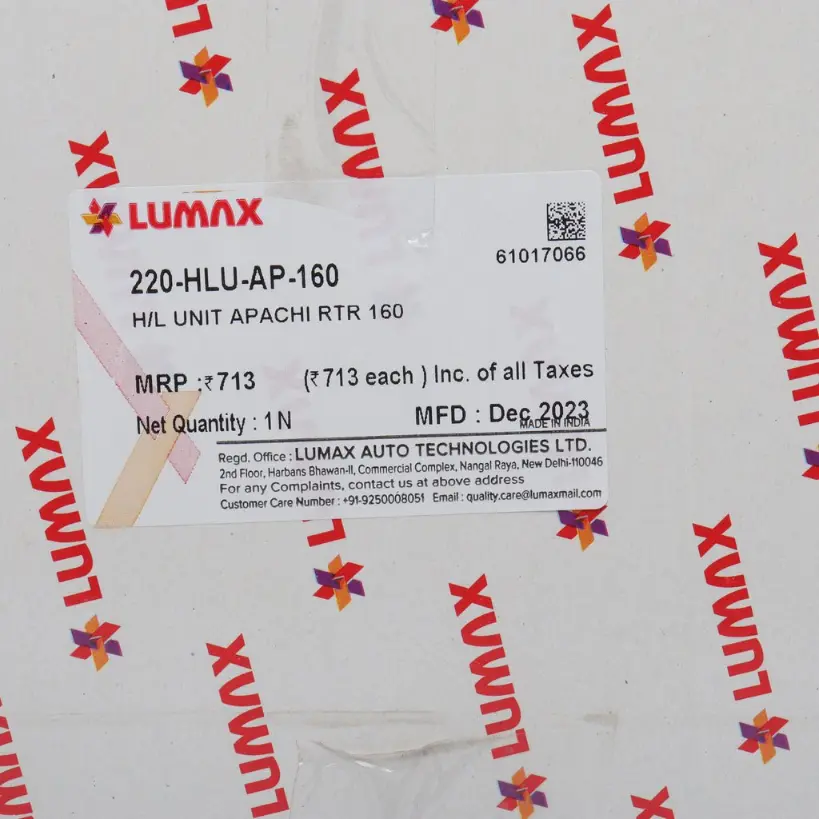 LUMAX
LUMAX
LUMAX
LUMAX
220-HLU-AP-160
61017066
H/L UNIT APACHI RTR 160
MRP :₹713 (₹713 each ) Inc. of all Taxes
Net Quantity : 1 N MFD : Dec 2023
MADE IN INDIA
Regd. Office : LUMAX AUTO TECHNOLOGIES LTD.
2nd Floor, Harbans Bhawan-II, Commercial Complex, Nangal Raya, New Delhi-110046
For any Complaints, contact us at above address
Customer Care Number : +91-9250008051 Email : quality.care@lumaxmail.com
LUMAX
LUMAX
LUMAX
LUMAX